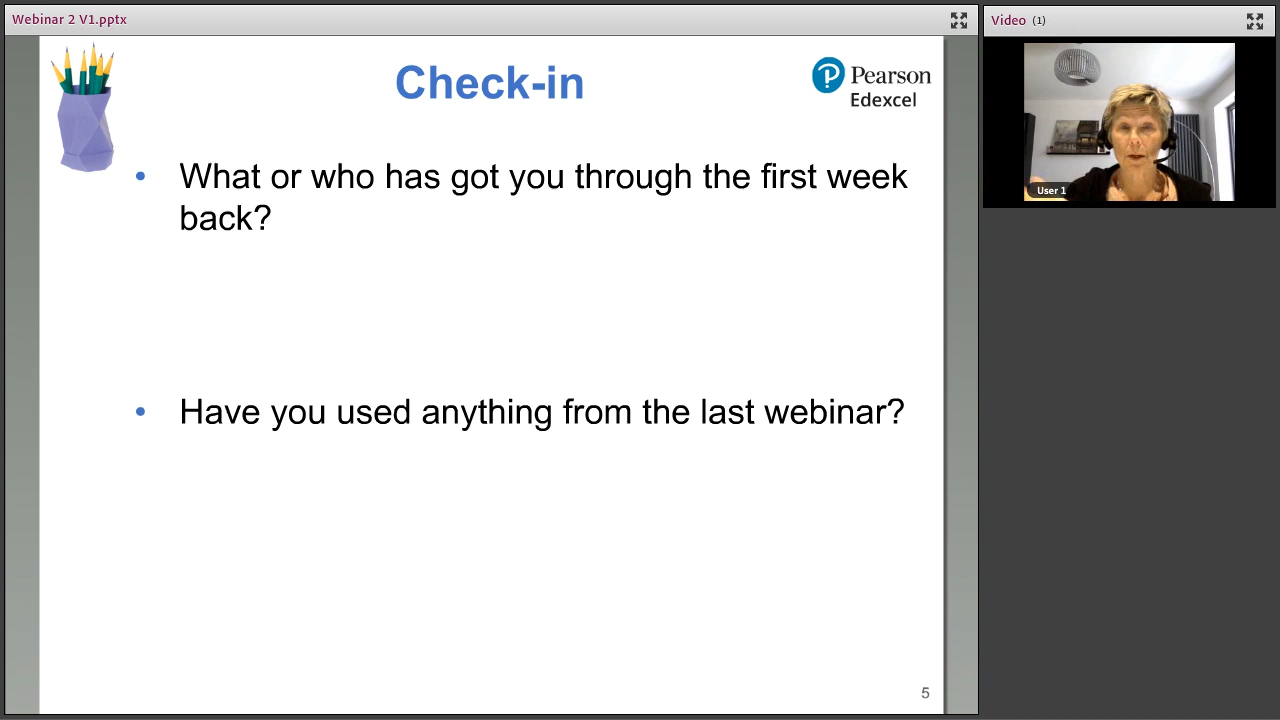 Webinar 2 V1.pptx
Video (1)
Check-in
Pearson
Edexcel
• What or who has got you through the first week
back?
• Have you used anything from the last webinar?
User 1
5